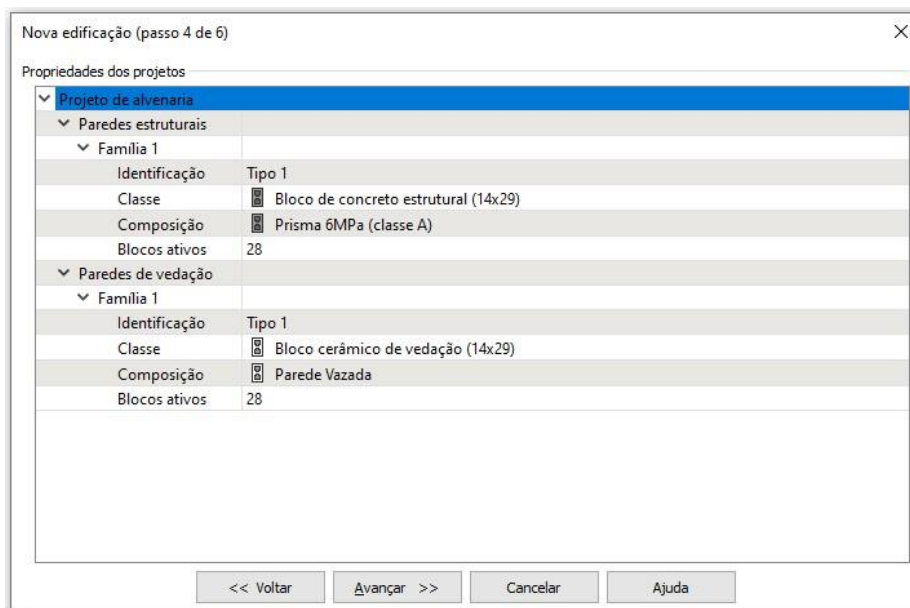 Nova edificação (passo 4 de 6)
Propriedades dos projetos
Projeto de alvenaria
Paredes estruturais
Família 1
Identificação Tipo 1
Classe Bloco de concreto estrutural (14x29)
Composição Prisma 6MPa (classe A)
Blocos ativos 28
Paredes de vedação
Família 1
Identificação Tipo 1
Classe Bloco cerâmico de vedação (14x29)
Composição Parede Vazada
Blocos ativos 28
<< Voltar Avançar >> Cancelar Ajuda